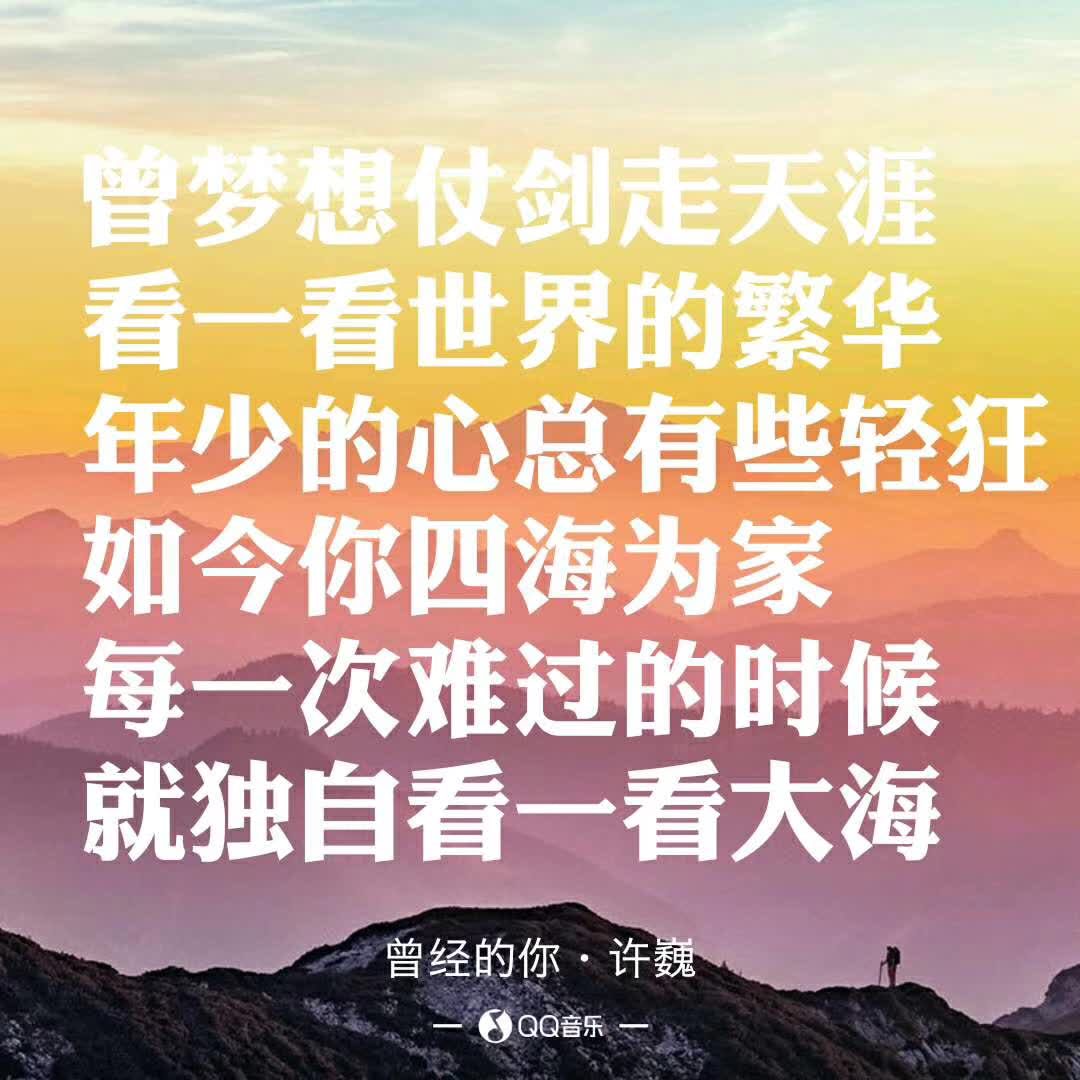 曾梦想仗剑走天涯
看一看世界的繁华
年少的心总有些轻狂
如今你四海为家
每一次难过的时候
就独自看一看大海
曾经的你·许巍
QQ音乐